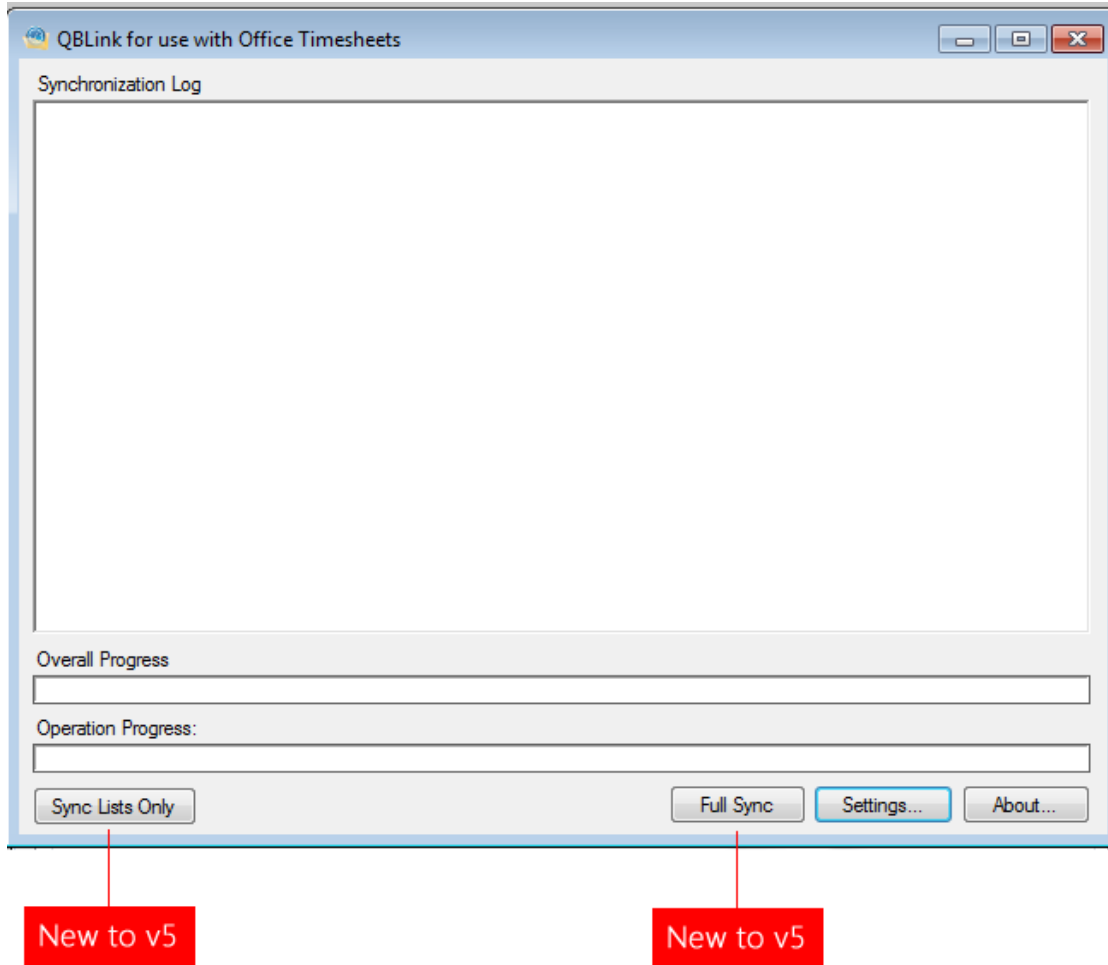 QBLink for use with Office Timesheets
Synchronization Log
Overall Progress
Operation Progress:
Sync Lists Only
Full Sync
Settings...
About...
New to v5
New to v5